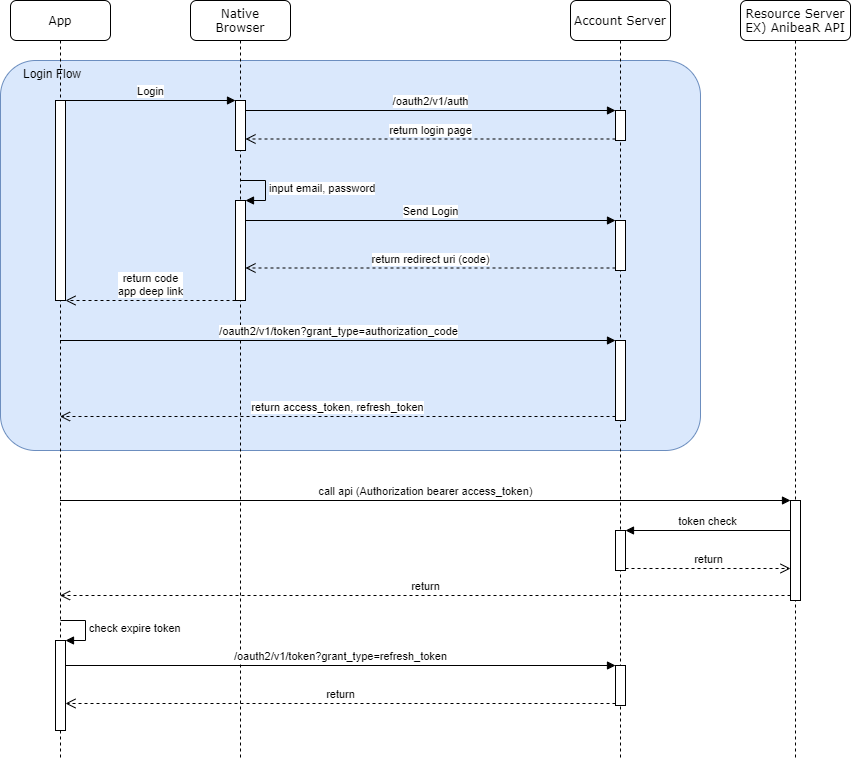 App
Native
Browser
Account Server
Resource Server
EX) AnibeaR API
Login Flow
Login
/oauth2/v1/auth
return login page
input email, password
Send Login
return redirect uri (code)
return code
app deep link
/oauth2/v1/token?grant_type=authorization_code
return access_token, refresh_token
call api (Authorization bearer access_token)
token check
return
return
check expire token
/oauth2/v1/token?grant_type=refresh_token
return